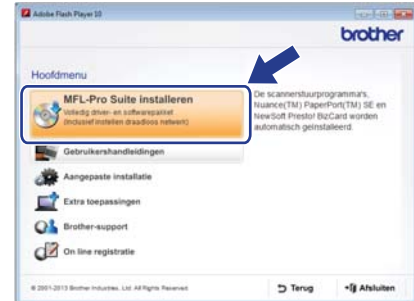 Adobe Flash Player 10
brother
Hoofdmenu
MFL-Pro Suite installeren
Volledig driver- en softwarepakket
(Inclusief instellen draadloos netwerk)
De scannerstuurprogramma's,
Nuance(TM) PaperPort(TM) SE en
NewSoft Presto! BizCard worden
automatisch geïnstalleerd.
Gebruikershandleidingen
Aangepaste installatie
Extra toepassingen
Brother-support
On line registratie
© 2001-2013 Brother Industries, Ltd. All Rights Reserved.
Terug
Afsluiten